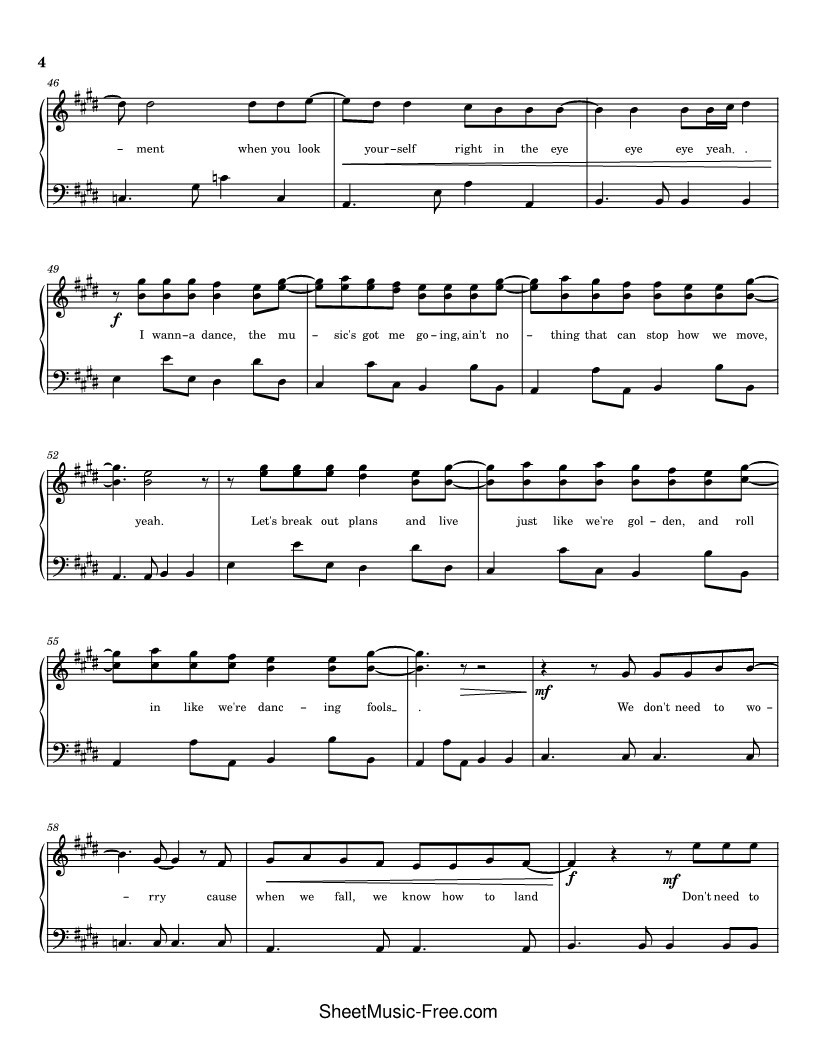 4
46
- ment when you look your - self right in the eye eye eye yeah. .
49
f
I wann - a dance, the mu - sic's got me go - ing, ain't no - thing that can stop how we move,
52
yeah. Let's break out plans and live just like we're gol - den, and roll
55
mf
in like we're danc - ing fools_ . We don't need to wo -
58
f mf
- rry cause when we fall, we know how to land Don't need to
SheetMusic-Free.com